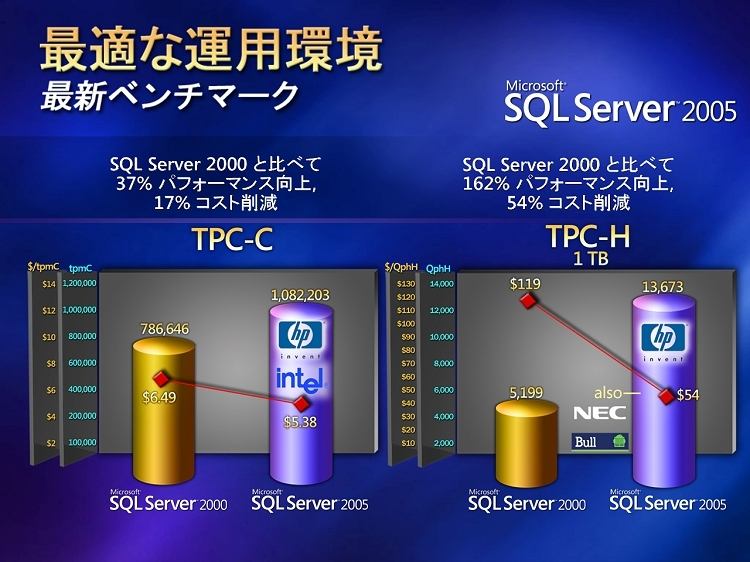 最適な運用環境
最新ベンチマーク
Microsoft®
SQL Server™ 2005
SQL Server 2000 と比べて
37% パフォーマンス向上,
17% コスト削減
TPC-C
$/tpmC tpmC
$14 1,200,000
$12 1,000,000
$10 800,000
$8 600,000
$6 400,000
$4 200,000
$2 100,000
786,646
$6.49
1,082,203
hp
invent
intel
$5.38
Microsoft®
SQL Server™ 2000
Microsoft®
SQL Server™ 2005
SQL Server 2000 と比べて
162% パフォーマンス向上,
54% コスト削減
TPC-H
1 TB
$/QphH QphH
$130 14,000
$120
$110 12,000
$100
$90 10,000
$80
$70 8,000
$60
$50 6,000
$40
$30 4,000
$20
$10 2,000
$119
5,199
13,673
hp
invent
also
$54
NEC
Bull
Microsoft®
SQL Server™ 2000
Microsoft®
SQL Server™ 2005